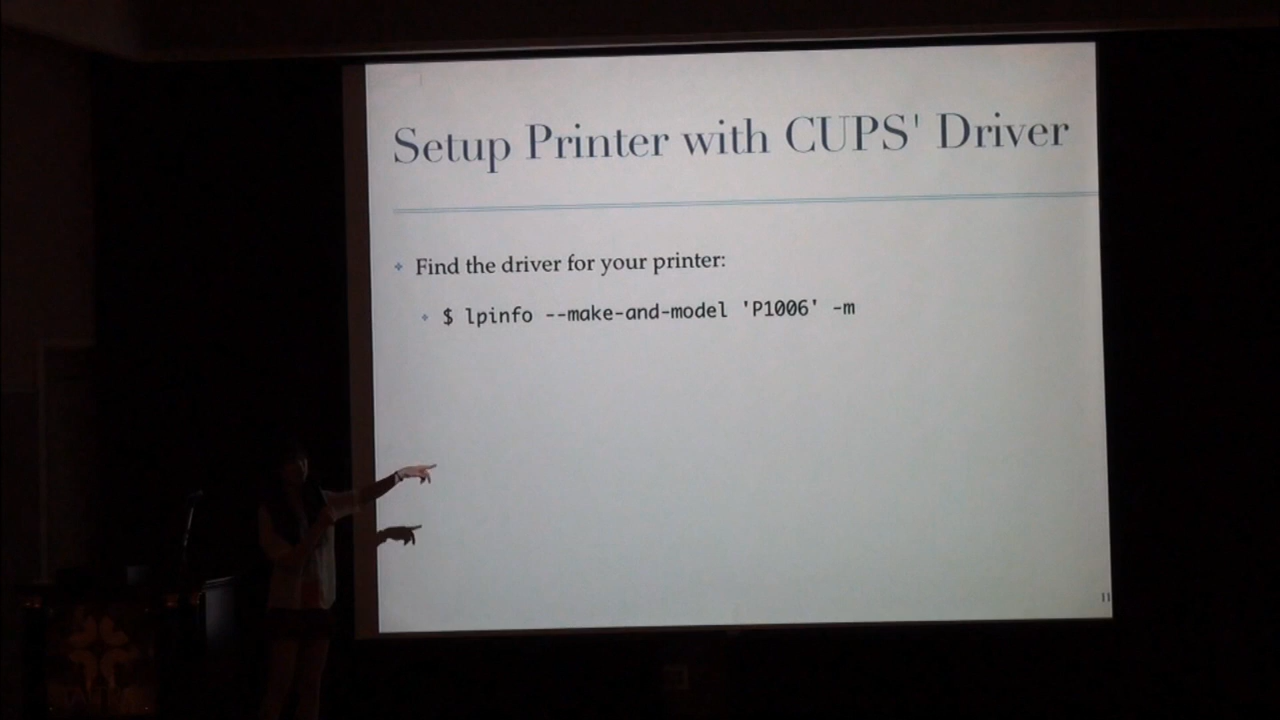 Setup Printer with CUPS' Driver
Find the driver for your printer:
$ lpinfo --make-and-model 'P1006' -m
11